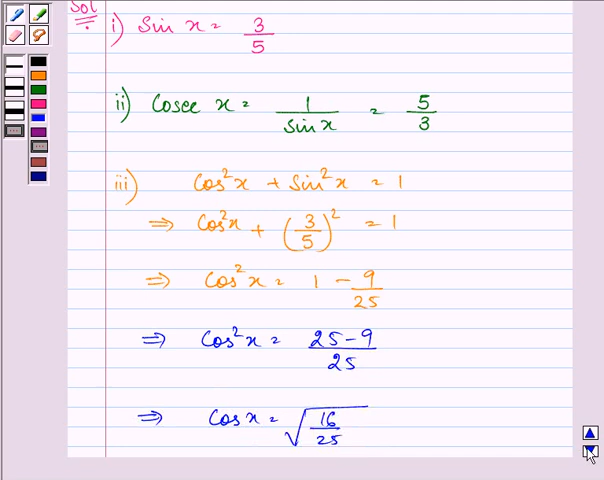 Sol
i) Sin x = 3/5
ii) Cosec x = 1/sin x = 5/3
iii) Cos²x + Sin²x = 1
⇒ Cos²x + (3/5)² = 1
⇒ Cos²x = 1 - 9/25
⇒ Cos²x = 25-9/25
⇒ Cos x = √16/25